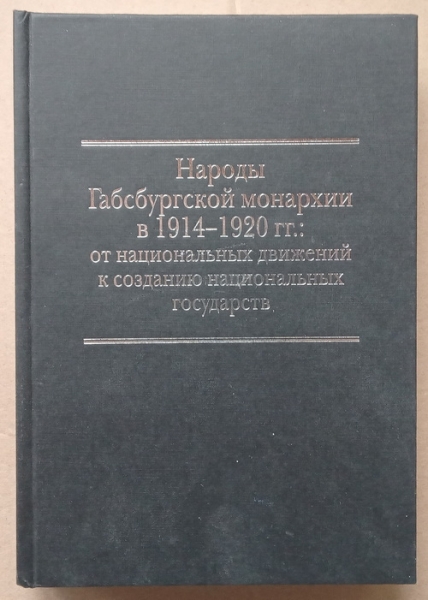 Народы
Габсбургской монархии
в 1914–1920 гг.:
от национальных движений
к созданию национальных
государств